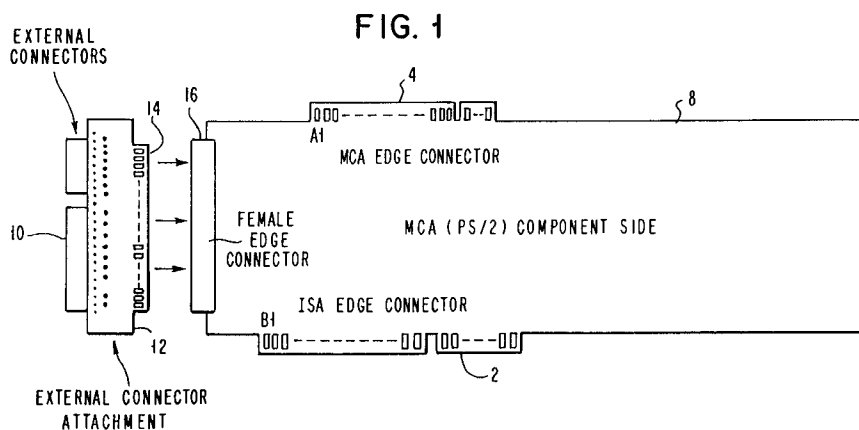 FIG. 1
EXTERNAL
CONNECTORS
14
16
4
8
A1
MCA EDGE CONNECTOR
10
FEMALE
EDGE
CONNECTOR
MCA (PS/2) COMPONENT SIDE
ISA EDGE CONNECTOR
B1
12
2
EXTERNAL CONNECTOR
ATTACHMENT